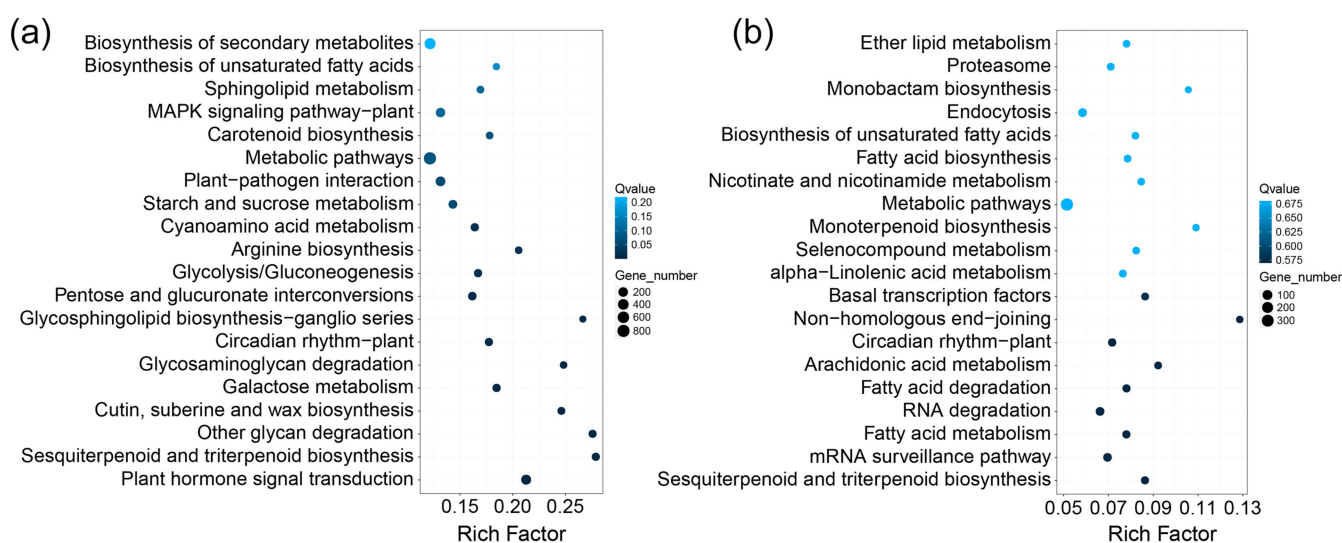 (a)
Biosynthesis of secondary metabolites
Biosynthesis of unsaturated fatty acids
Sphingolipid metabolism
MAPK signaling pathway−plant
Carotenoid biosynthesis
Metabolic pathways
Plant−pathogen interaction
Starch and sucrose metabolism
Cyanoamino acid metabolism
Arginine biosynthesis
Glycolysis/Gluconeogenesis
Pentose and glucuronate interconversions
Glycosphingolipid biosynthesis−ganglio series
Circadian rhythm−plant
Glycosaminoglycan degradation
Galactose metabolism
Cutin, suberine and wax biosynthesis
Other glycan degradation
Sesquiterpenoid and triterpenoid biosynthesis
Plant hormone signal transduction
0.15 0.20 0.25
Rich Factor
Qvalue
0.20
0.15
0.10
0.05
Gene_number
200
400
600
800
(b)
Ether lipid metabolism
Proteasome
Monobactam biosynthesis
Endocytosis
Biosynthesis of unsaturated fatty acids
Fatty acid biosynthesis
Nicotinate and nicotinamide metabolism
Metabolic pathways
Monoterpenoid biosynthesis
Selenocompound metabolism
alpha−Linolenic acid metabolism
Basal transcription factors
Non−homologous end−joining
Circadian rhythm−plant
Arachidonic acid metabolism
Fatty acid degradation
RNA degradation
Fatty acid metabolism
mRNA surveillance pathway
Sesquiterpenoid and triterpenoid biosynthesis
0.05 0.07 0.09 0.11 0.13
Rich Factor
Qvalue
0.675
0.650
0.625
0.600
0.575
Gene_number
100
200
300